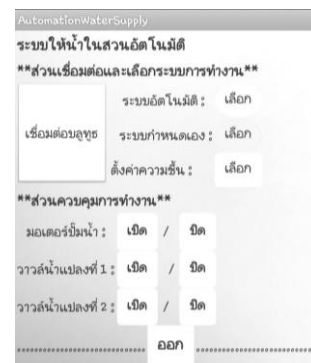 AutomationWaterSupply
ระบบให้น้ำในสวนอัตโนมัติ
**ส่วนเชื่อมต่อและเลือกระบบการทำงาน**
ระบบอัตโนมัติ : เลือก
เชื่อมต่อบลูทูธ ระบบกำหนดเอง : เลือก
ตั้งค่าความชื้น : เลือก
**ส่วนควบคุมการทำงาน**
มอเตอร์ปั๊มน้ำ : เปิด / ปิด
วาวล์น้ำแปลงที่ 1 : เปิด / ปิด
วาวล์น้ำแปลงที่ 2 : เปิด / ปิด
ออก